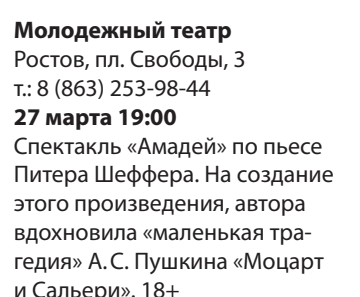 Молодежный театр
Ростов, пл. Свободы, 3
т.: 8 (863) 253-98-44
27 марта 19:00
Спектакль «Амадей» по пьесе
Питера Шеффера. На создание
этого произведения, автора
вдохновила «маленькая тра-
гедия» А. С. Пушкина «Моцарт
и Сальери». 18+